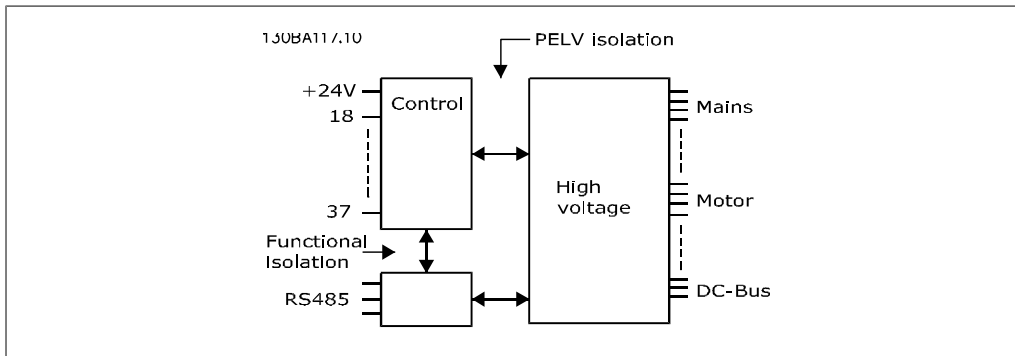 130BA117.10
PELV isolation
+24V
Control
18
37
Mains
High
voltage
Motor
Functional
isolation
RS485
DC-Bus